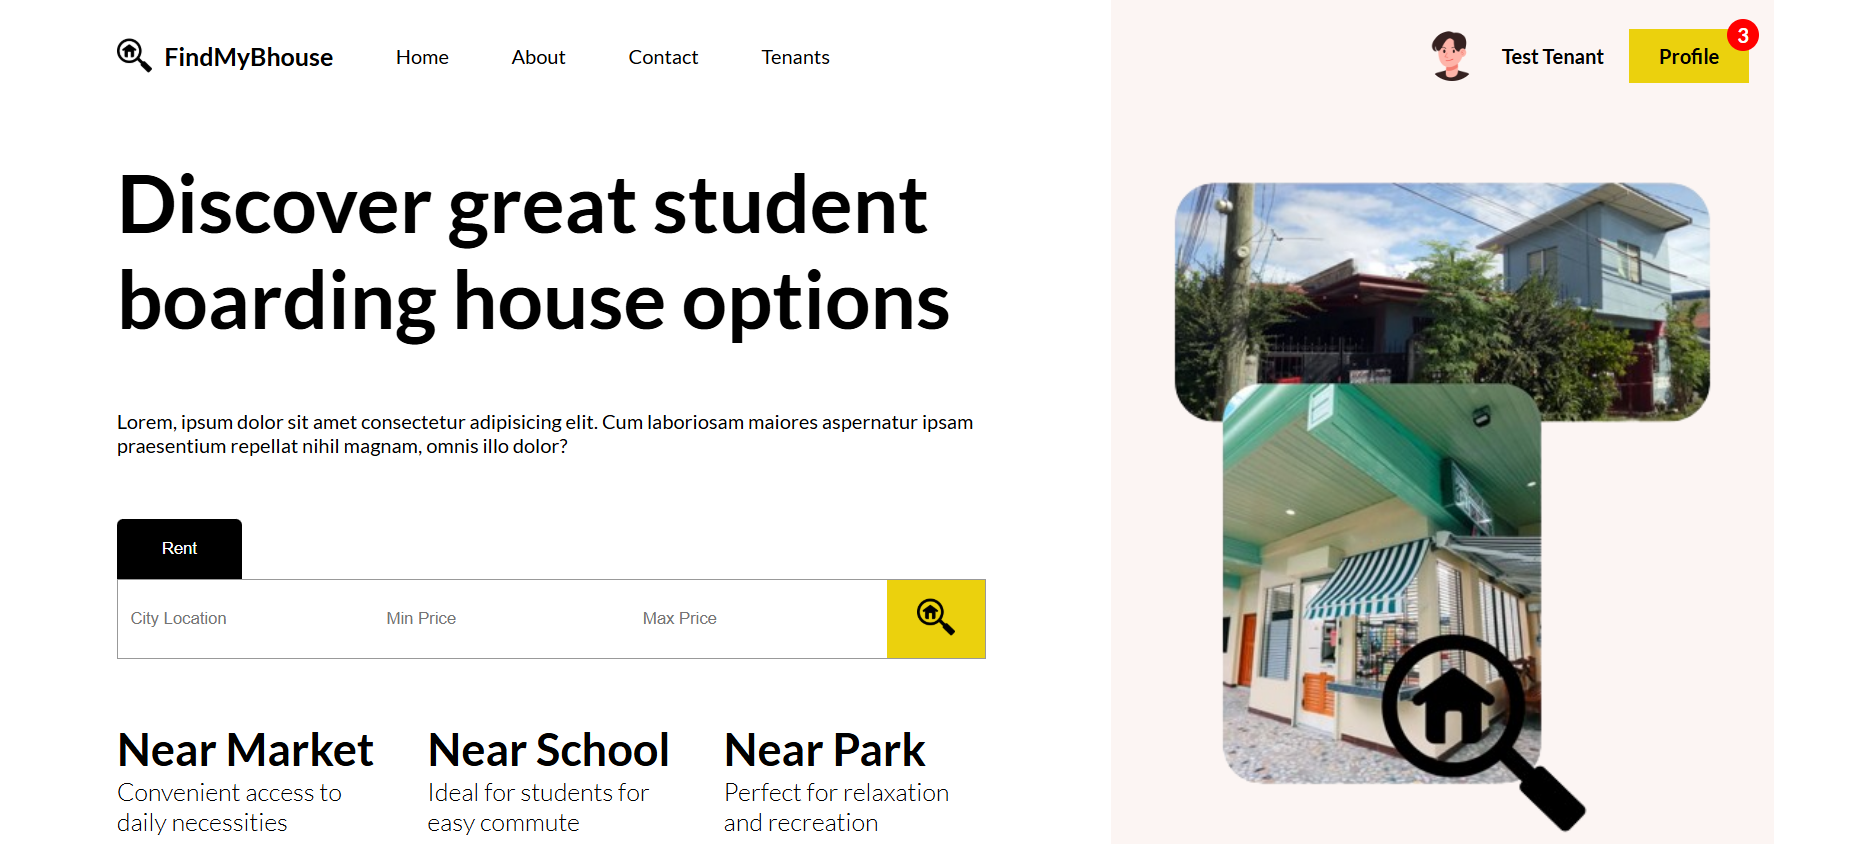 FindMyBhouse
Home
About
Contact
Tenants
Test Tenant
Profile
3
Discover great student
boarding house options
Lorem, ipsum dolor sit amet consectetur adipisicing elit. Cum laboriosam maiores aspernatur ipsam
praesentium repellat nihil magnam, omnis illo dolor?
Rent
City Location
Min Price
Max Price
Near Market
Convenient access to
daily necessities
Near School
Ideal for students for
easy commute
Near Park
Perfect for relaxation
and recreation